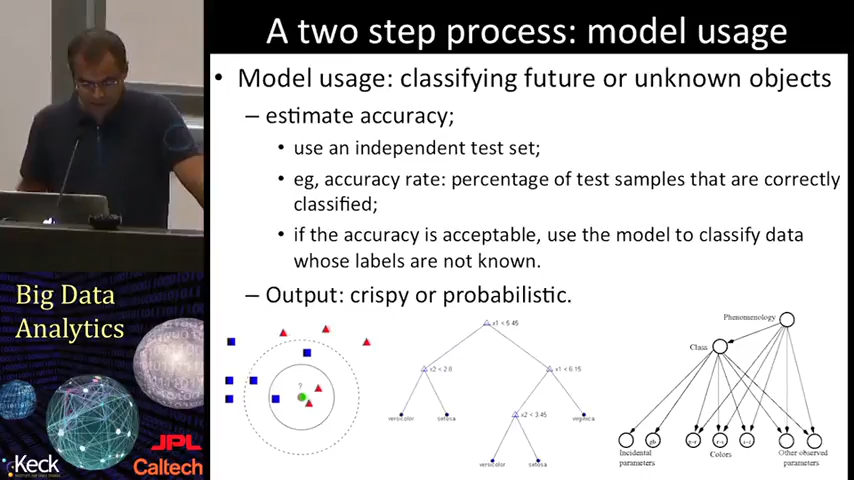 A two step process: model usage
• Model usage: classifying future or unknown objects
– estimate accuracy;
• use an independent test set;
• eg, accuracy rate: percentage of test samples that are correctly
classified;
• if the accuracy is acceptable, use the model to classify data
whose labels are not known.
– Output: crispy or probabilistic.
Big Data
Analytics
Keck
JPL
Caltech
?
x1 < 5.45
x2 < 2.8
x1 < 6.15
versicolor
setosa
x2 < 3.45
virginica
versicolor
setosa
Phenomenology
Class
Incidental
parameters
Colors
Other observed
parameters